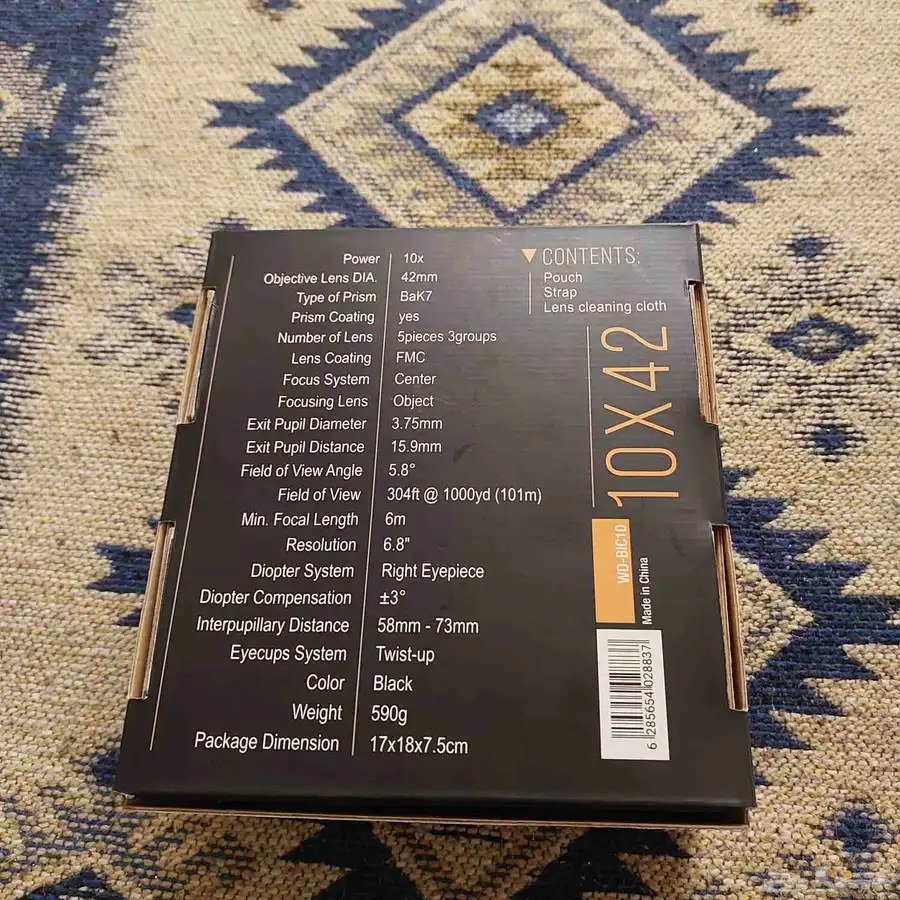 Power 10x
Objective Lens DIA. 42mm
Type of Prism BaK7
Prism Coating yes
Number of Lens 5pieces 3groups
Lens Coating FMC
Focus System Center
Focusing Lens Object
Exit Pupil Diameter 3.75mm
Exit Pupil Distance 15.9mm
Field of View Angle 5.8°
Field of View 304ft @ 1000yd (101m)
Min. Focal Length 6m
Resolution 6.8"
Diopter System Right Eyepiece
Diopter Compensation ±3°
Interpupillary Distance 58mm - 73mm
Eyecups System Twist-up
Color Black
Weight 590g
Package Dimension 17x18x7.5cm
CONTENTS:
Pouch
Strap
Lens cleaning cloth
10X42
WD-BIC10
Made in China
6 285654 028837